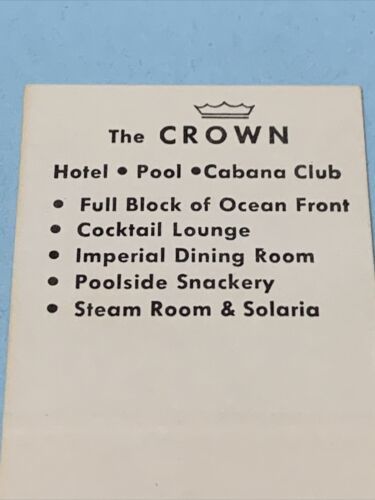 The CROWN
Hotel • Pool •Cabana Club
• Full Block of Ocean Front
• Cocktail Lounge
• Imperial Dining Room
• Poolside Snackery
• Steam Room & Solaria